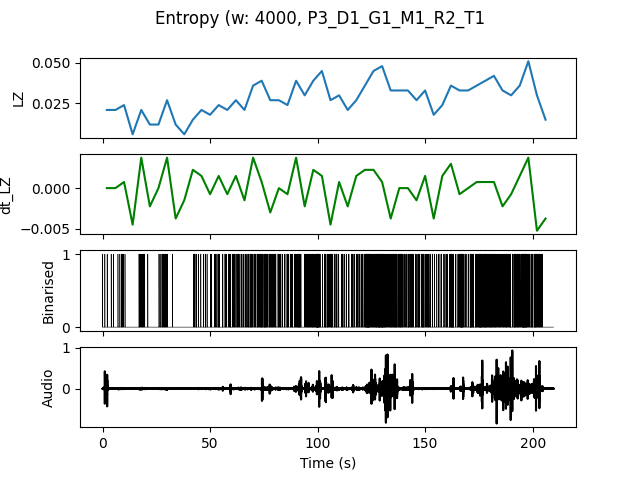 Entropy (w: 4000, P3_D1_G1_M1_R2_T1
0.050
0.025
LZ
0.000
−0.005
dt_LZ
1
0
Binarised
1
0
Audio
0 50 100 150 200
Time (s)